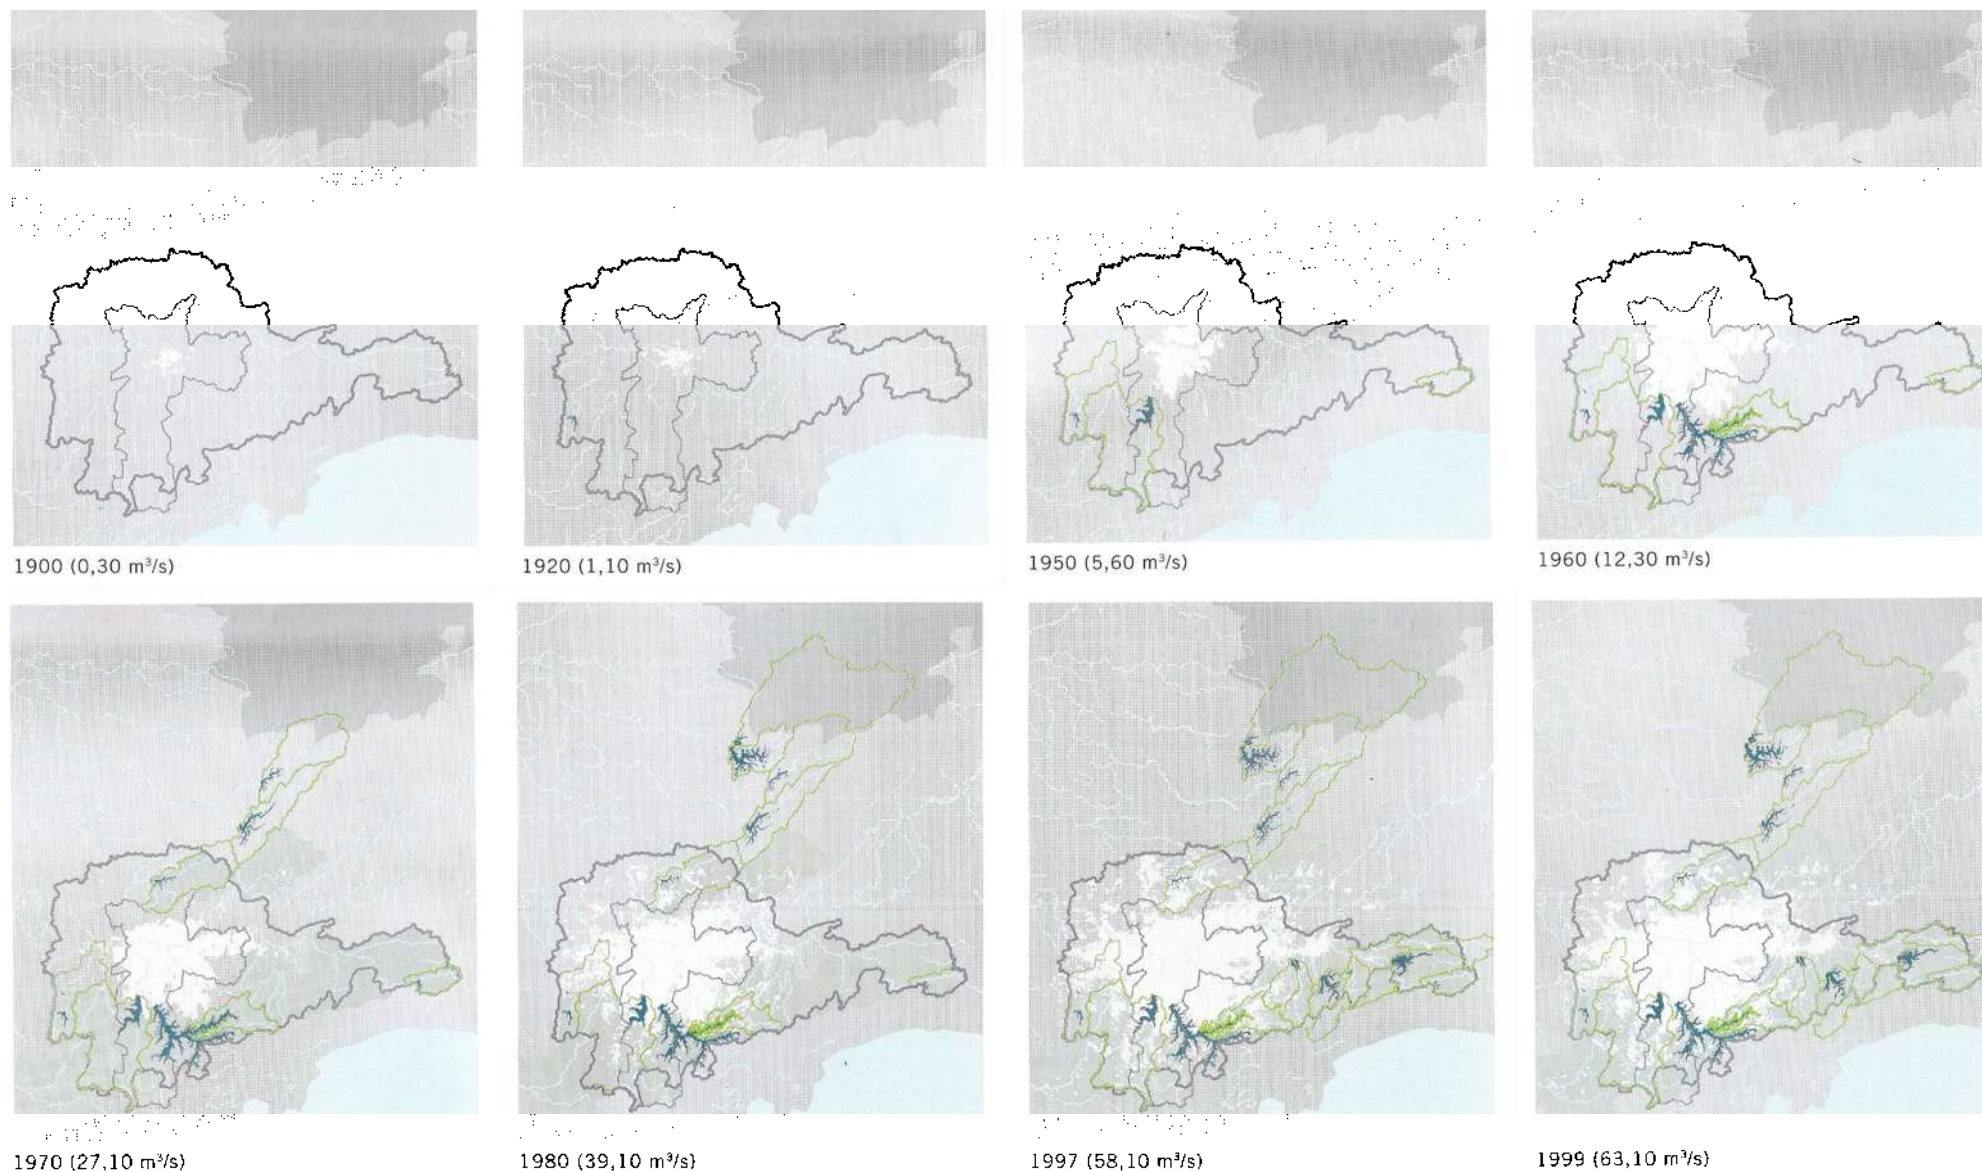 1900 (0,30 m³/s)
1920 (1,10 m³/s)
1950 (5,60 m³/s)
1960 (12,30 m³/s)
1970 (27,10 m³/s)
1980 (39,10 m³/s)
1997 (58,10 m³/s)
1999 (63,10 m³/s)